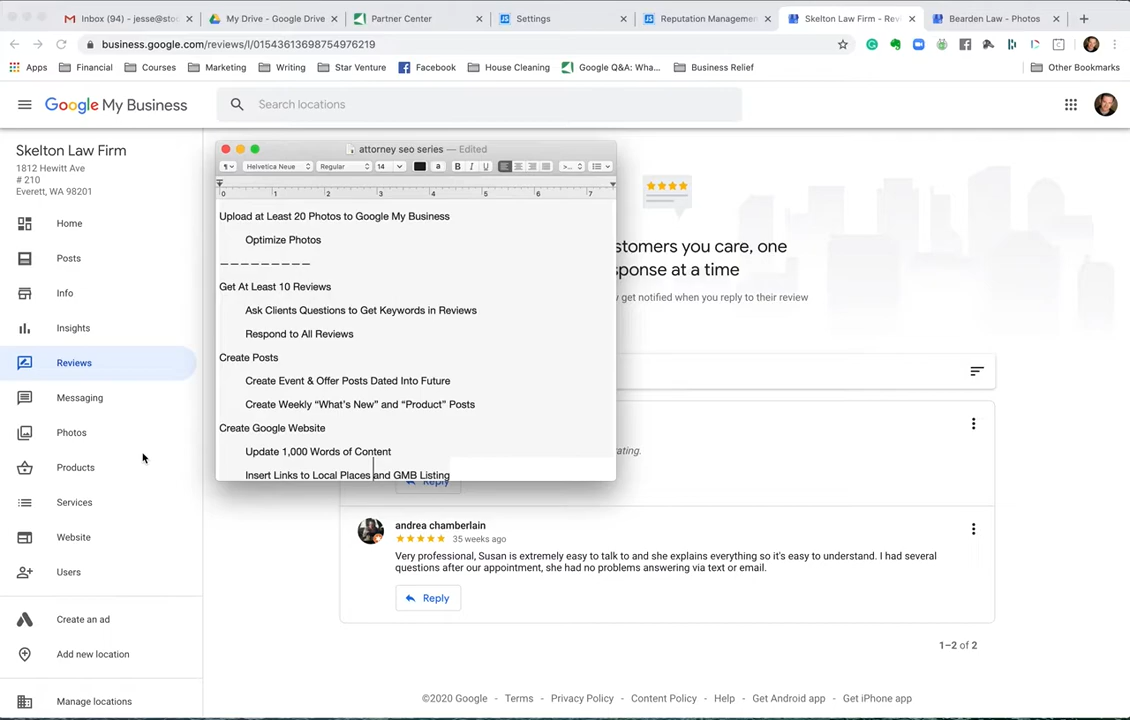 Inbox (94) - jesse@sto
My Drive - Google Drive
Partner Center
Settings
Reputation Managemen
Skelton Law Firm - Rev
Bearden Law - Photos
business.google.com/reviews/l/01543613698754976219
Apps
Financial
Courses
Marketing
Writing
Star Venture
Facebook
House Cleaning
Google Q&A: Wha...
Business Relief
Other Bookmarks
Google My Business
Search locations
Skelton Law Firm
1812 Hewitt Ave
# 210
Everett, WA 98201
Home
Posts
Info
Insights
Reviews
Messaging
Photos
Products
Services
Website
Users
Create an ad
Add new location
Manage locations
attorney seo series — Edited
Helvetica Neue
Regular
14
a
B I U
0 1 2 3 4 5 6 7
Upload at Least 20 Photos to Google My Business
Optimize Photos
— — — — — — — — —
Get At Least 10 Reviews
Ask Clients Questions to Get Keywords in Reviews
Respond to All Reviews
Create Posts
Create Event & Offer Posts Dated Into Future
Create Weekly “What’s New” and “Product” Posts
Create Google Website
Update 1,000 Words of Content
Insert Links to Local Places and GMB Listing
stomers you care, one
sponse at a time
y get notified when you reply to their review
ating.
Reply
andrea chamberlain
35 weeks ago
Very professional, Susan is extremely easy to talk to and she explains everything so it's easy to understand. I had several
questions after our appointment, she had no problems answering via text or email.
Reply
1–2 of 2
©2020 Google - Terms - Privacy Policy - Content Policy - Help - Get Android app - Get iPhone app